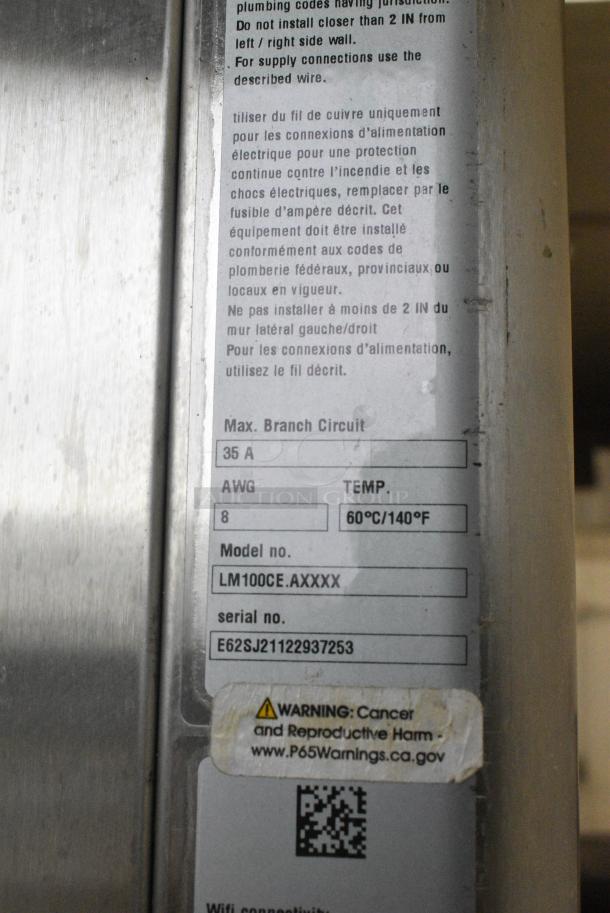 plumbing codes having jurisdiction.
Do not install closer than 2 IN from
left / right side wall.
For supply connections use the
described wire.
tiliser du fil de cuivre uniquement
pour les connexions d'alimentation
électrique pour une protection
continue contre l'incendie et les
chocs électriques, remplacer par le
fusible d'ampère décrit. Cet
équipement doit être installé
conformément aux codes de
plomberie fédéraux, provinciaux ou
locaux en vigueur.
Ne pas installer à moins de 2 IN du
mur latéral gauche/droit
Pour les connexions d'alimentation,
utilisez le fil décrit.
Max. Branch Circuit
35 A
AWG TEMP.
AUCTION GROUP
8 60°C/140°F
Model no.
LM100CE.AXXXX
serial no.
E62SJ21122937253
WARNING: Cancer
and Reproductive Harm -
www.P65Warnings.ca.gov
Wifi connectivity